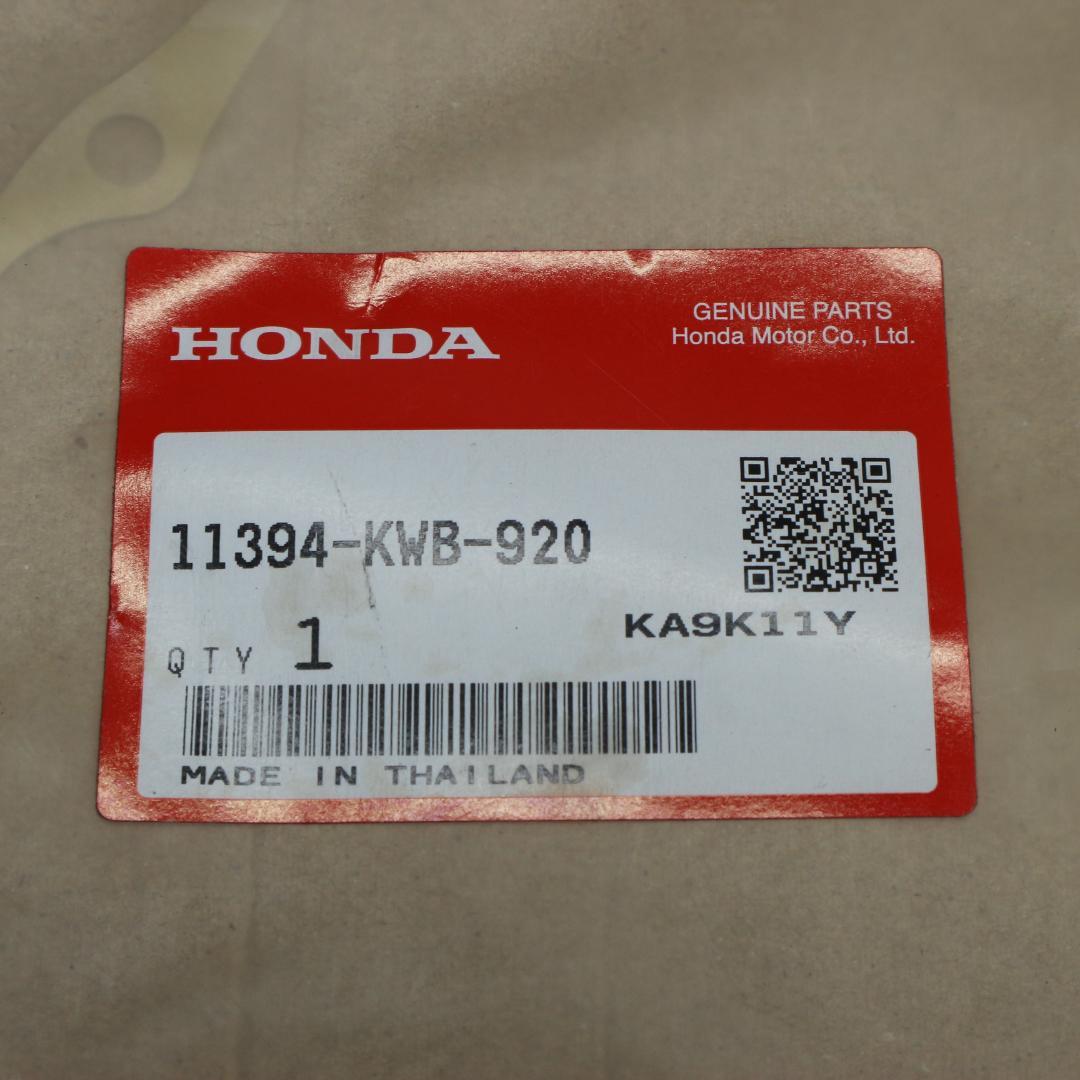 HONDA
GENUINE PARTS
Honda Motor Co., Ltd.
11394-KWB-920
KA9K11Y
QTY 1
MADE IN THAILAND